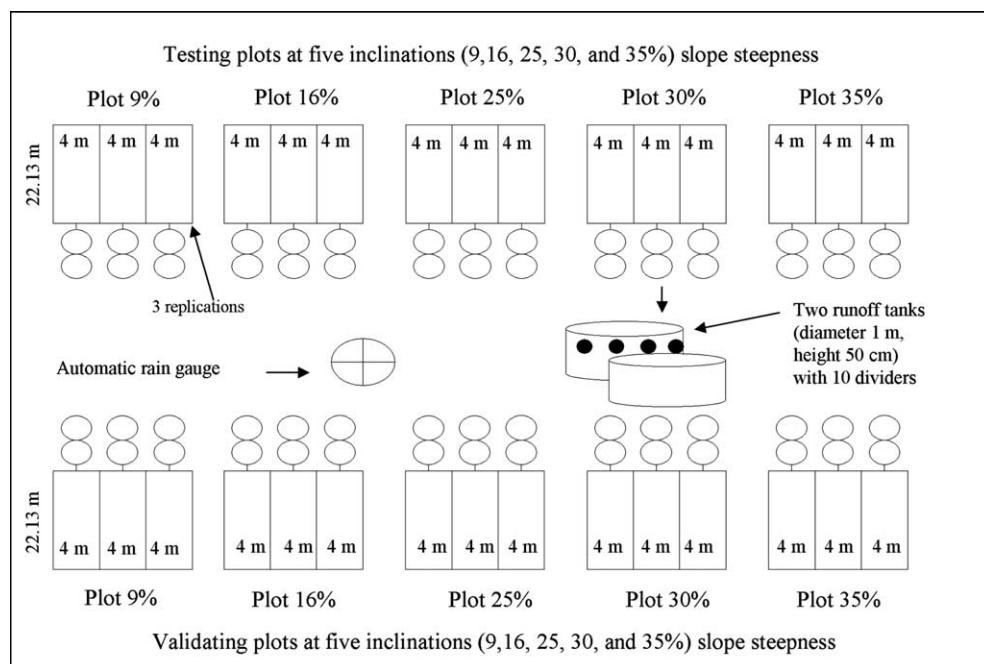 Testing plots at five inclinations (9,16, 25, 30, and 35%) slope steepness
Plot 9% Plot 16% Plot 25% Plot 30% Plot 35%
4 m 4 m 4 m 4 m 4 m 4 m 4 m 4 m 4 m 4 m 4 m 4 m 4 m 4 m 4 m
22.13 m
3 replications
Two runoff tanks
(diameter 1 m,
height 50 cm)
with 10 dividers
Automatic rain gauge
22.13 m
4 m 4 m 4 m 4 m 4 m 4 m 4 m 4 m 4 m 4 m 4 m 4 m 4 m 4 m 4 m
Plot 9% Plot 16% Plot 25% Plot 30% Plot 35%
Validating plots at five inclinations (9,16, 25, 30, and 35%) slope steepness